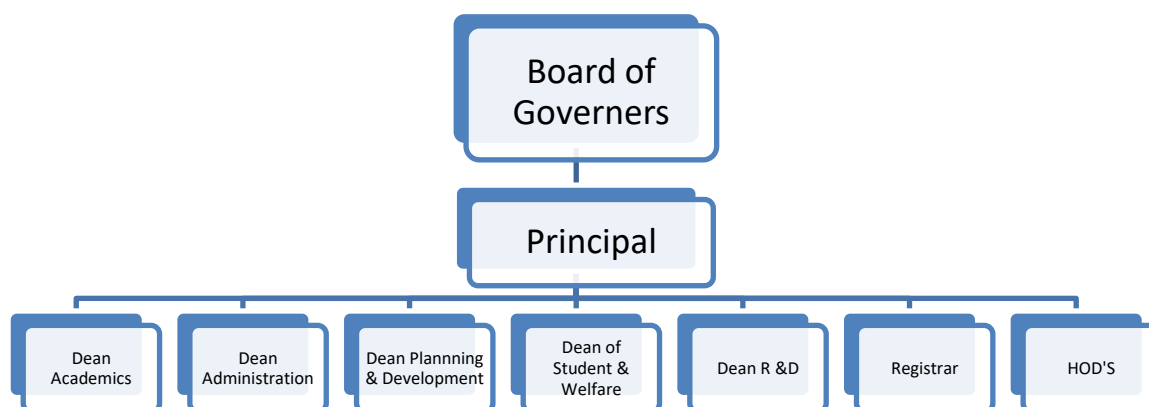 Board of
Governers
Principal
Dean
Academics
Dean
Administration
Dean Plannning
& Development
Dean of
Student &
Welfare
Dean R &D
Registrar
HOD'S